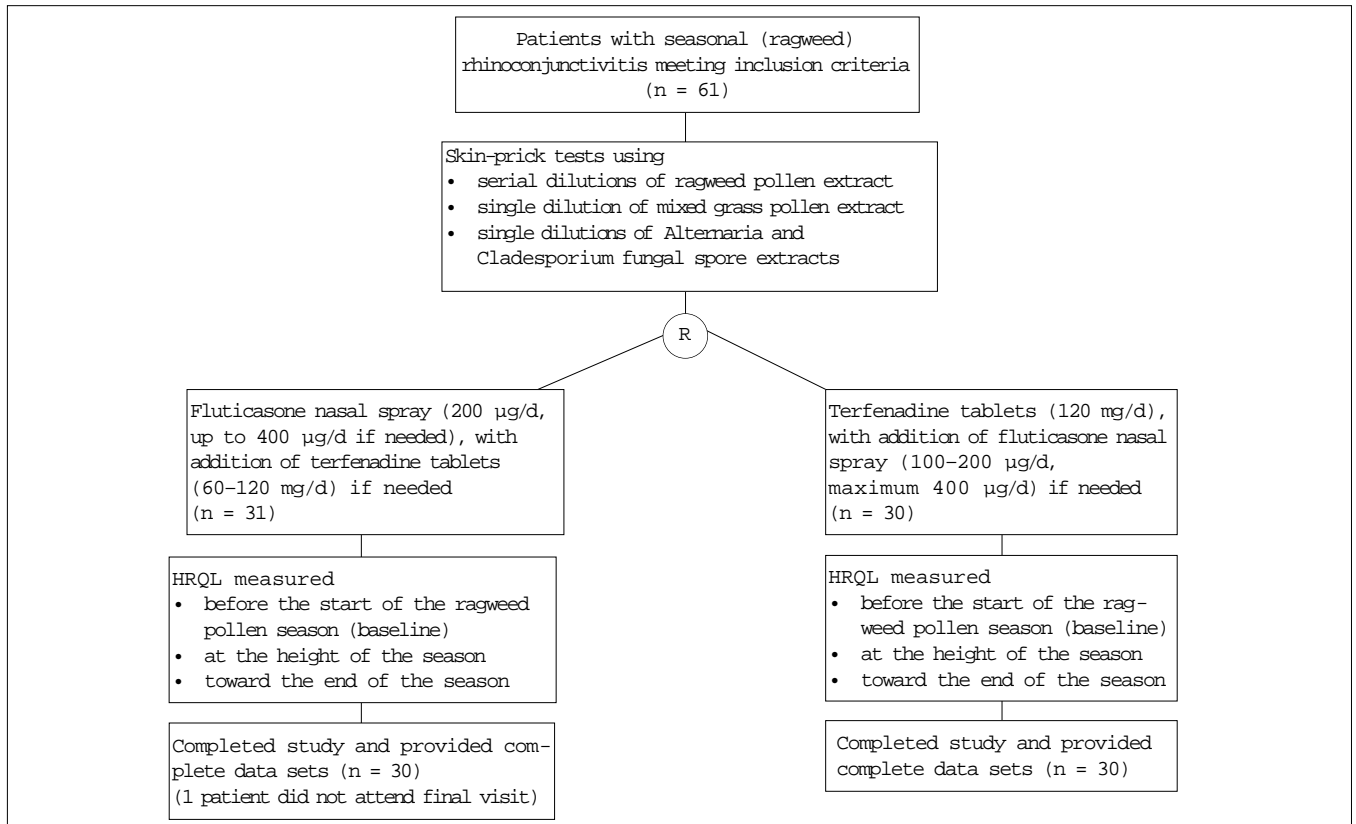 Patients with seasonal (ragweed)
rhinoconjunctivitis meeting inclusion criteria
(n = 61)
Skin-prick tests using
• serial dilutions of ragweed pollen extract
• single dilution of mixed grass pollen extract
• single dilutions of Alternaria and
Cladesporium fungal spore extracts
R
Fluticasone nasal spray (200 µg/d,
up to 400 µg/d if needed), with
addition of terfenadine tablets
(60–120 mg/d) if needed
(n = 31)
HRQL measured
• before the start of the ragweed
pollen season (baseline)
• at the height of the season
• toward the end of the season
Completed study and provided com-
plete data sets (n = 30)
(1 patient did not attend final visit)
Terfenadine tablets (120 mg/d),
with addition of fluticasone nasal
spray (100–200 µg/d,
maximum 400 µg/d) if needed
(n = 30)
HRQL measured
• before the start of the rag-
weed pollen season (baseline)
• at the height of the season
• toward the end of the season
Completed study and provided
complete data sets (n = 30)